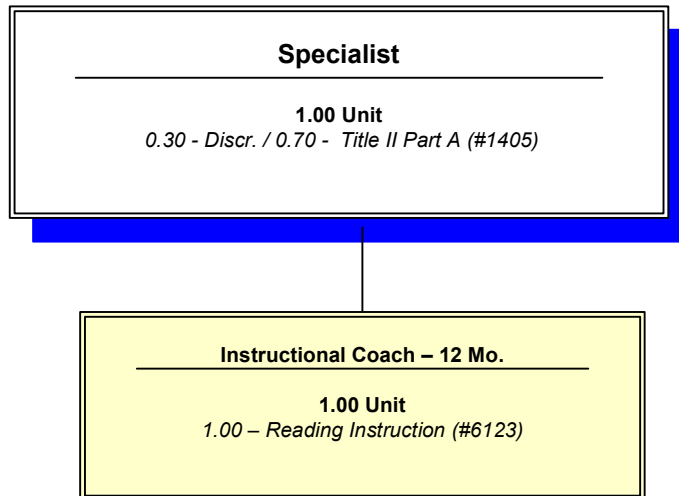 Specialist
1.00 Unit
0.30 - Discr. / 0.70 - Title II Part A (#1405)
Instructional Coach – 12 Mo.
1.00 Unit
1.00 – Reading Instruction (#6123)